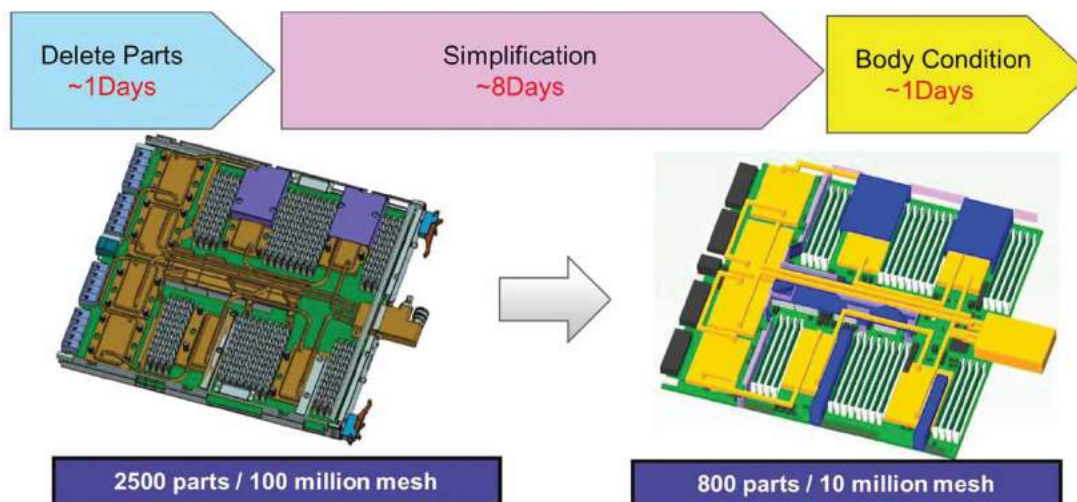 Delete Parts
~1Days
Simplification
~8Days
Body Condition
~1Days
2500 parts / 100 million mesh
800 parts / 10 million mesh